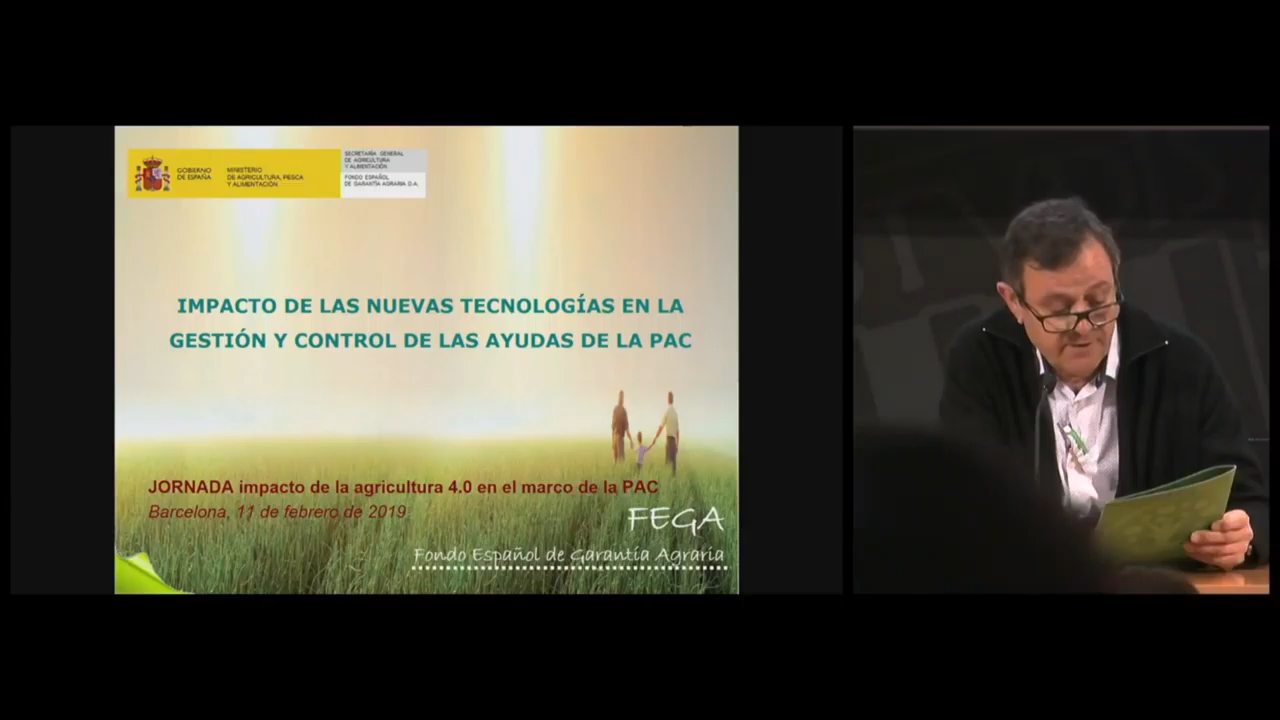 GOBIERNO
DE ESPAÑA
MINISTERIO
DE AGRICULTURA, PESCA
Y ALIMENTACIÓN
SECRETARÍA GENERAL
DE AGRICULTURA
Y ALIMENTACIÓN
FONDO ESPAÑOL
DE GARANTÍA AGRARIA O.A.
IMPACTO DE LAS NUEVAS TECNOLOGÍAS EN LA
GESTIÓN Y CONTROL DE LAS AYUDAS DE LA PAC
JORNADA impacto de la agricultura 4.0 en el marco de la PAC
Barcelona, 11 de febrero de 2019
FEGA
Fondo Español de Garantía Agraria